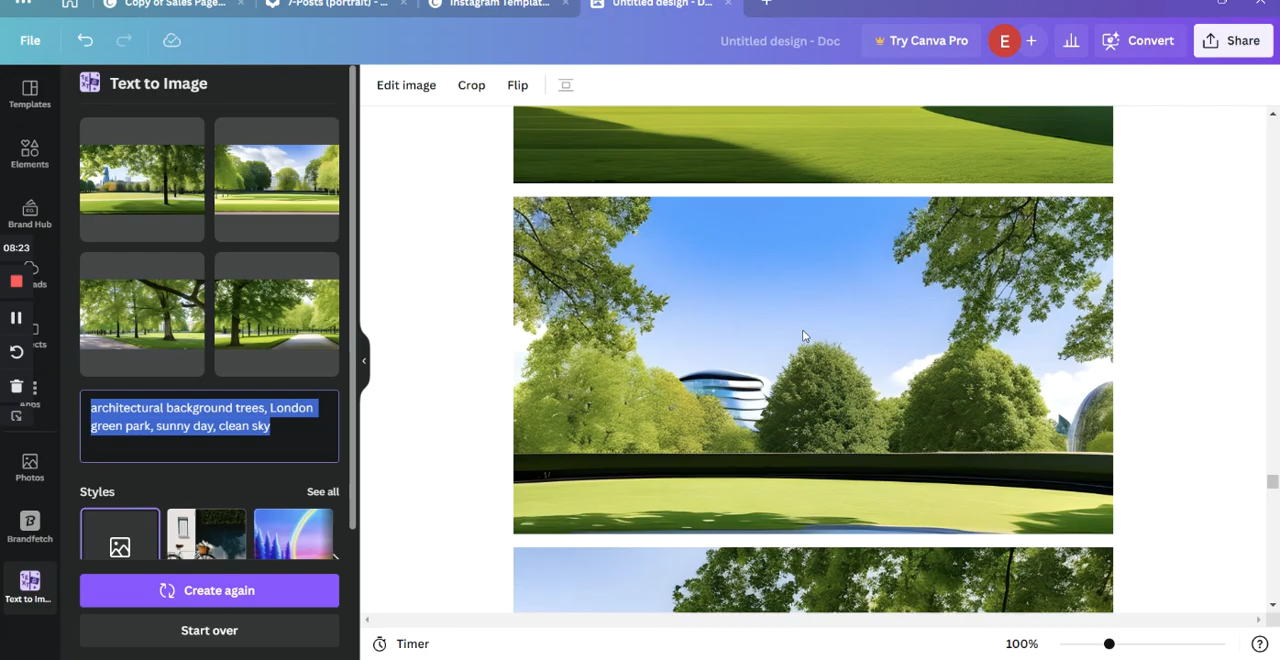 Copy of Sales Page...
7-Posts (portrait) - ...
Instagram Templat...
Untitled design - D...
File
Untitled design - Doc
Try Canva Pro
E
Convert
Share
Templates
Elements
Brand Hub
08:23
ads
ects
Apps
Photos
Brandfetch
Text to Im...
Text to Image
architectural background trees, London
green park, sunny day, clean sky
Styles
See all
Create again
Start over
Edit image
Crop
Flip
Timer
100%